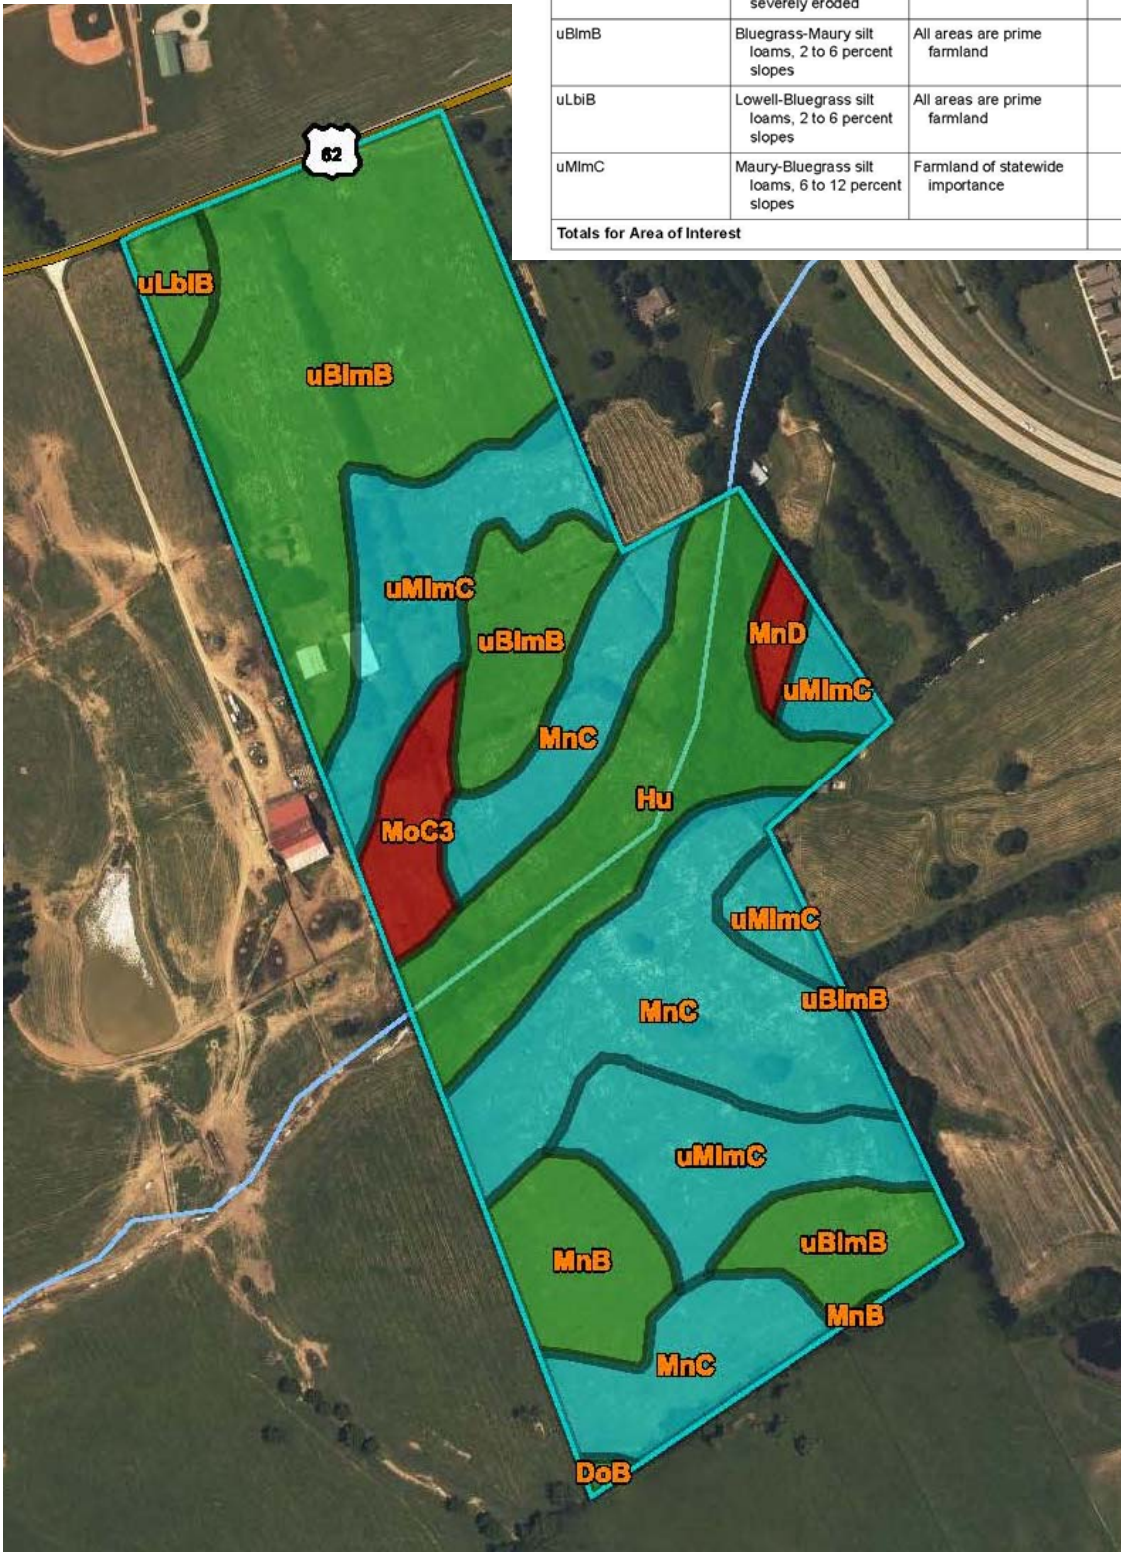 severely eroded
uBlmB Bluegrass-Maury silt All areas are prime
loams, 2 to 6 percent farmland
slopes
uLbiB Lowell-Bluegrass silt All areas are prime
loams, 2 to 6 percent farmland
slopes
uMlmC Maury-Bluegrass silt Farmland of statewide
loams, 6 to 12 percent importance
slopes
Totals for Area of Interest
62
uLbIB
uBlmB
uMlmC
uBlmB
MnD
uMlmC
MnC
Hu
MoC3
uMlmC
uBlmB
MnC
uMlmC
uBlmB
MnB
MnB
MnC
DoB